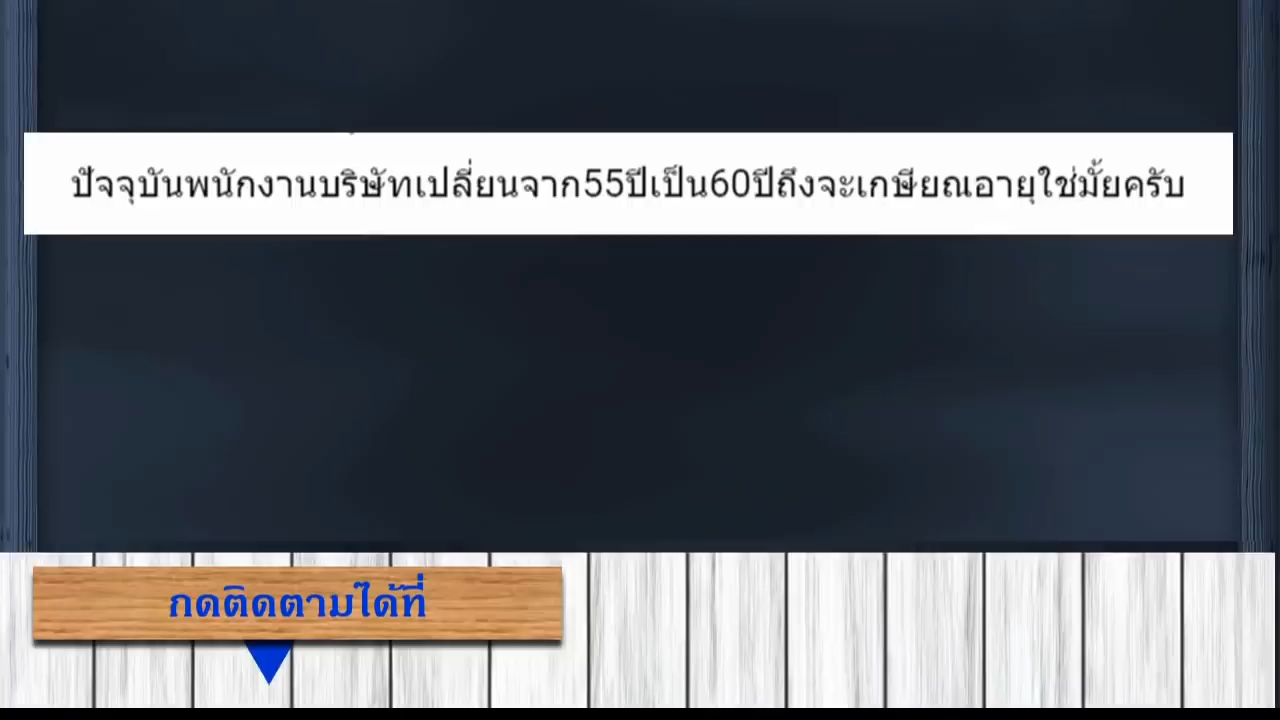 ปัจจุบันพนักงานบริษัทเปลี่ยนจาก55ปีเป็น60ปีถึงจะเกษียณอายุใช่มั้ยครับ
กดติดตามได้ที่